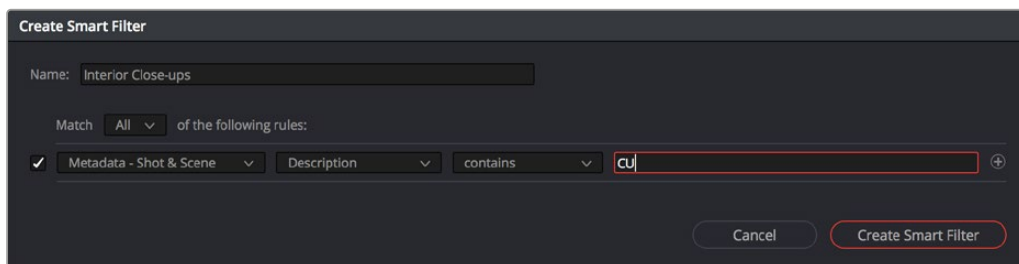 Create Smart Filter
Name: Interior Close-ups
Match All of the following rules:
Metadata - Shot & Scene Description contains CU
Cancel Create Smart Filter